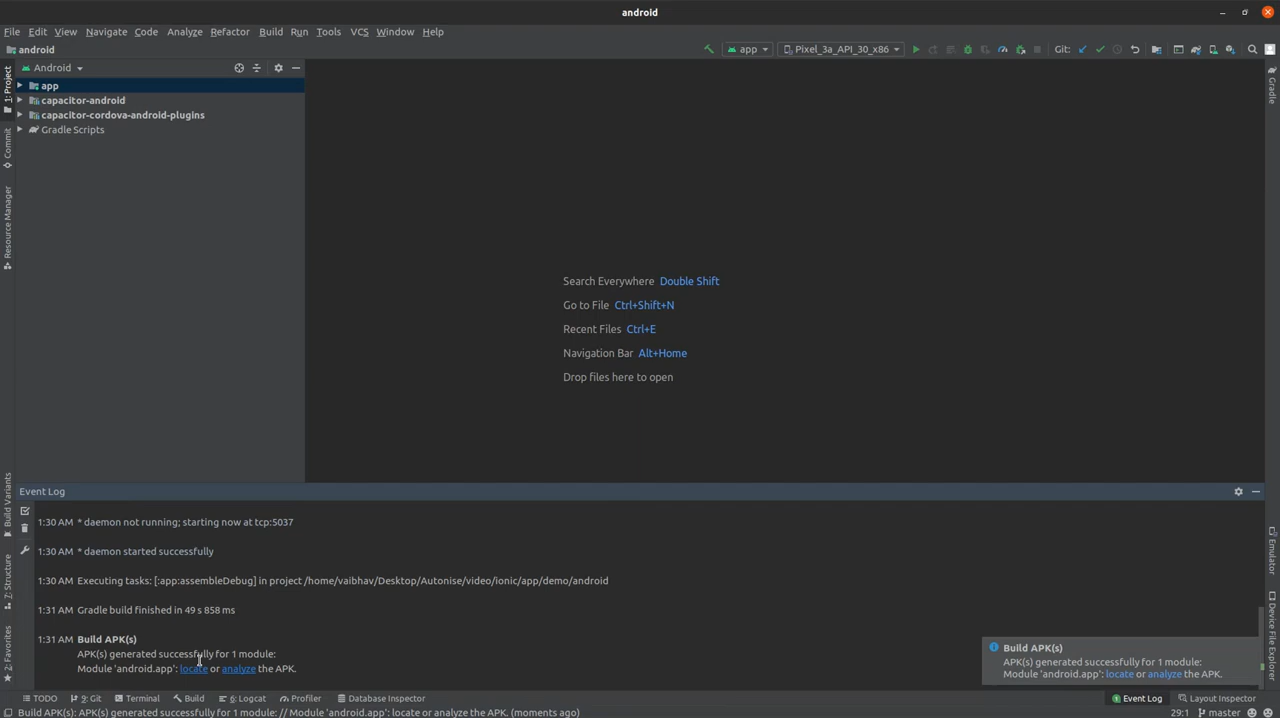 android
File Edit View Navigate Code Analyze Refactor Build Run Tools VCS Window Help
android
app
Pixel_3a_API_30_x86
Git:
1: Project
Commit
Resource Manager
Build Variants
Z: Structure
2: Favorites
Android
app
capacitor-android
capacitor-cordova-android-plugins
Gradle Scripts
Search Everywhere Double Shift
Go to File Ctrl+Shift+N
Recent Files Ctrl+E
Navigation Bar Alt+Home
Drop files here to open
Gradle
Emulator
Device File Explorer
Event Log
1:30 AM * daemon not running; starting now at tcp:5037
1:30 AM * daemon started successfully
1:30 AM Executing tasks: [:app:assembleDebug] in project /home/vaibhav/Desktop/Autonise/video/ionic/app/demo/android
1:31 AM Gradle build finished in 49 s 858 ms
1:31 AM Build APK(s)
APK(s) generated successfully for 1 module:
Module 'android.app': locate or analyze the APK.
Build APK(s)
APK(s) generated successfully for 1 module:
Module 'android.app': locate or analyze the APK.
TODO 9: Git Terminal Build 6: Logcat Profiler Database Inspector 1 Event Log Layout Inspector
Build APK(s): APK(s) generated successfully for 1 module: // Module 'android.app': locate or analyze the APK. (moments ago) 29:1 master